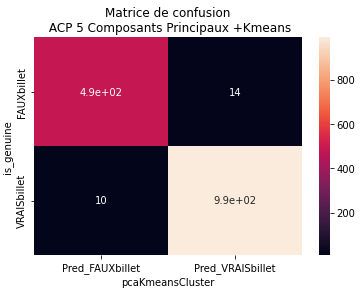 Matrice de confusion
ACP 5 Composants Principaux +Kmeans
is_genuine
FAUXbillet
4.9e+02
14
VRAISbillet
10
9.9e+02
Pred_FAUXbillet
Pred_VRAISbillet
pcaKmeansCluster
800
600
400
200